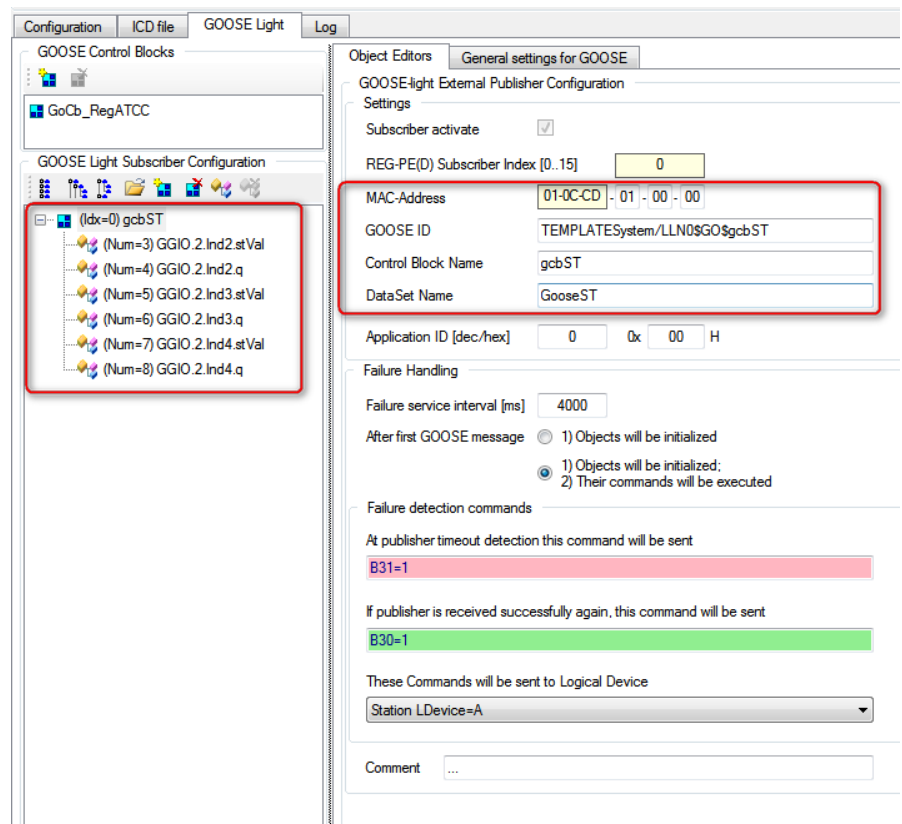 Configuration ICD file GOOSE Light Log
GOOSE Control Blocks
GoCb_RegATCC
GOOSE Light Subscriber Configuration
(Idx=0) gcbST
(Num=3) GGIO.2.Ind2.stVal
(Num=4) GGIO.2.Ind2.q
(Num=5) GGIO.2.Ind3.stVal
(Num=6) GGIO.2.Ind3.q
(Num=7) GGIO.2.Ind4.stVal
(Num=8) GGIO.2.Ind4.q
Object Editors General settings for GOOSE
GOOSE-light External Publisher Configuration
Settings
Subscriber activate
REG-PE(D) Subscriber Index [0..15] 0
MAC-Address 01-0C-CD - 01 - 00 - 00
GOOSE ID TEMPLATESystem/LLN0$GO$gcbST
Control Block Name gcbST
DataSet Name GooseST
Application ID [dec/hex] 0 0x 00 H
Failure Handling
Failure service interval [ms] 4000
After first GOOSE message 1) Objects will be initialized
1) Objects will be initialized;
2) Their commands will be executed
Failure detection commands
At publisher timeout detection this command will be sent
B31=1
If publisher is received successfully again, this command will be sent
B30=1
These Commands will be sent to Logical Device
Station LDevice=A
Comment ...